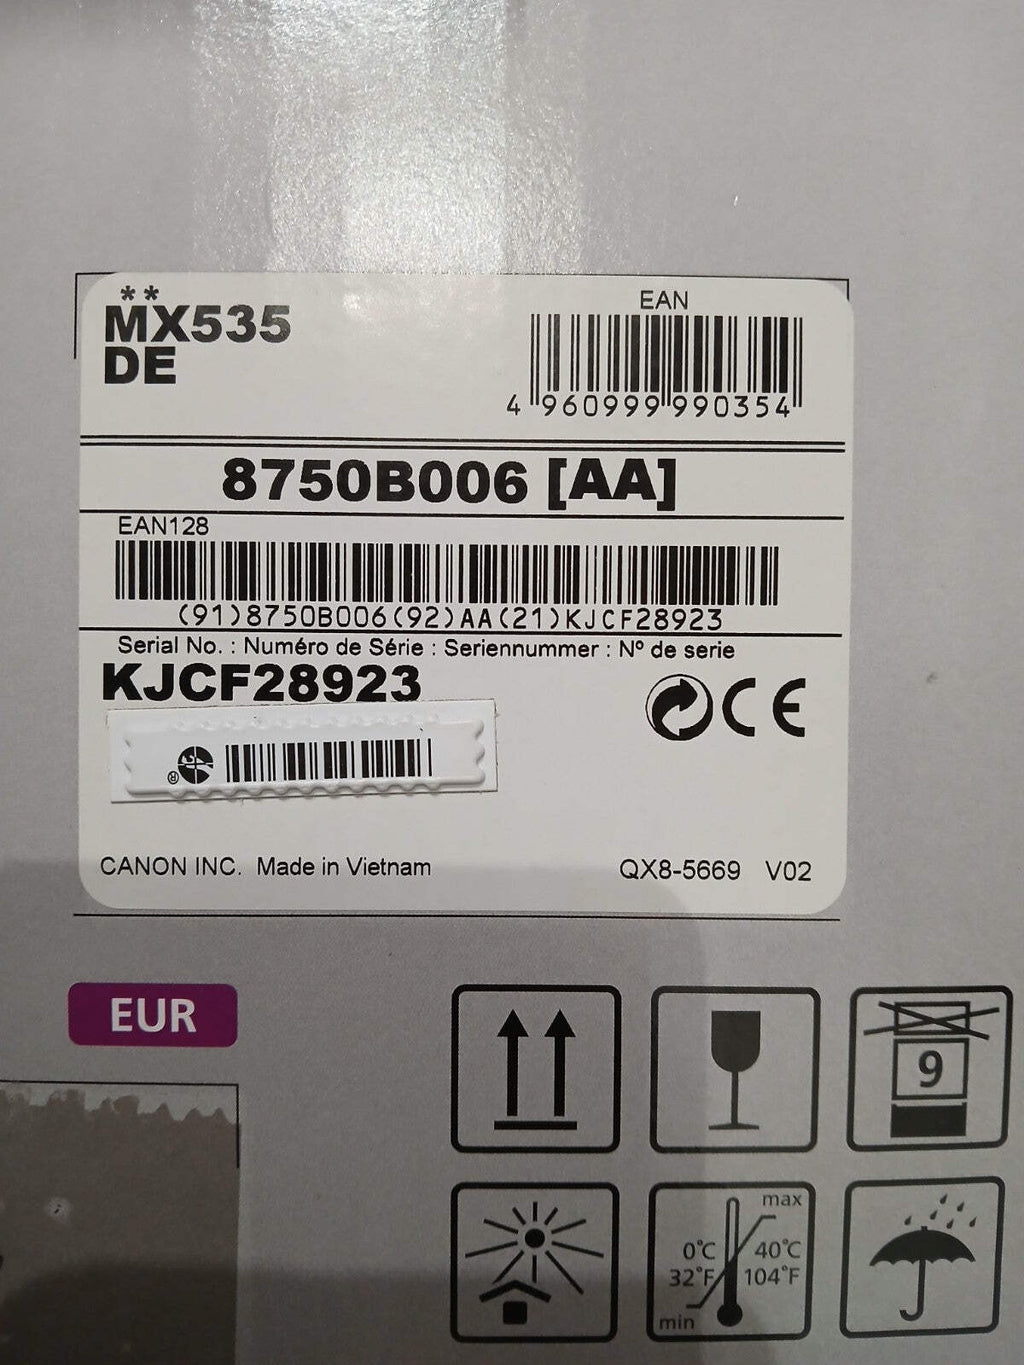 **
MX535
DE
EAN
4 960999 990354
8750B006 [AA]
EAN128
(91)8750B006(92)AA(21)KJCF28923
Serial No. : Numéro de Série : Seriennummer : Nº de serie
KJCF28923
CE
®
CANON INC. Made in Vietnam
QX8-5669 V02
EUR
9
max
0°C 40°C
32°F 104°F
min